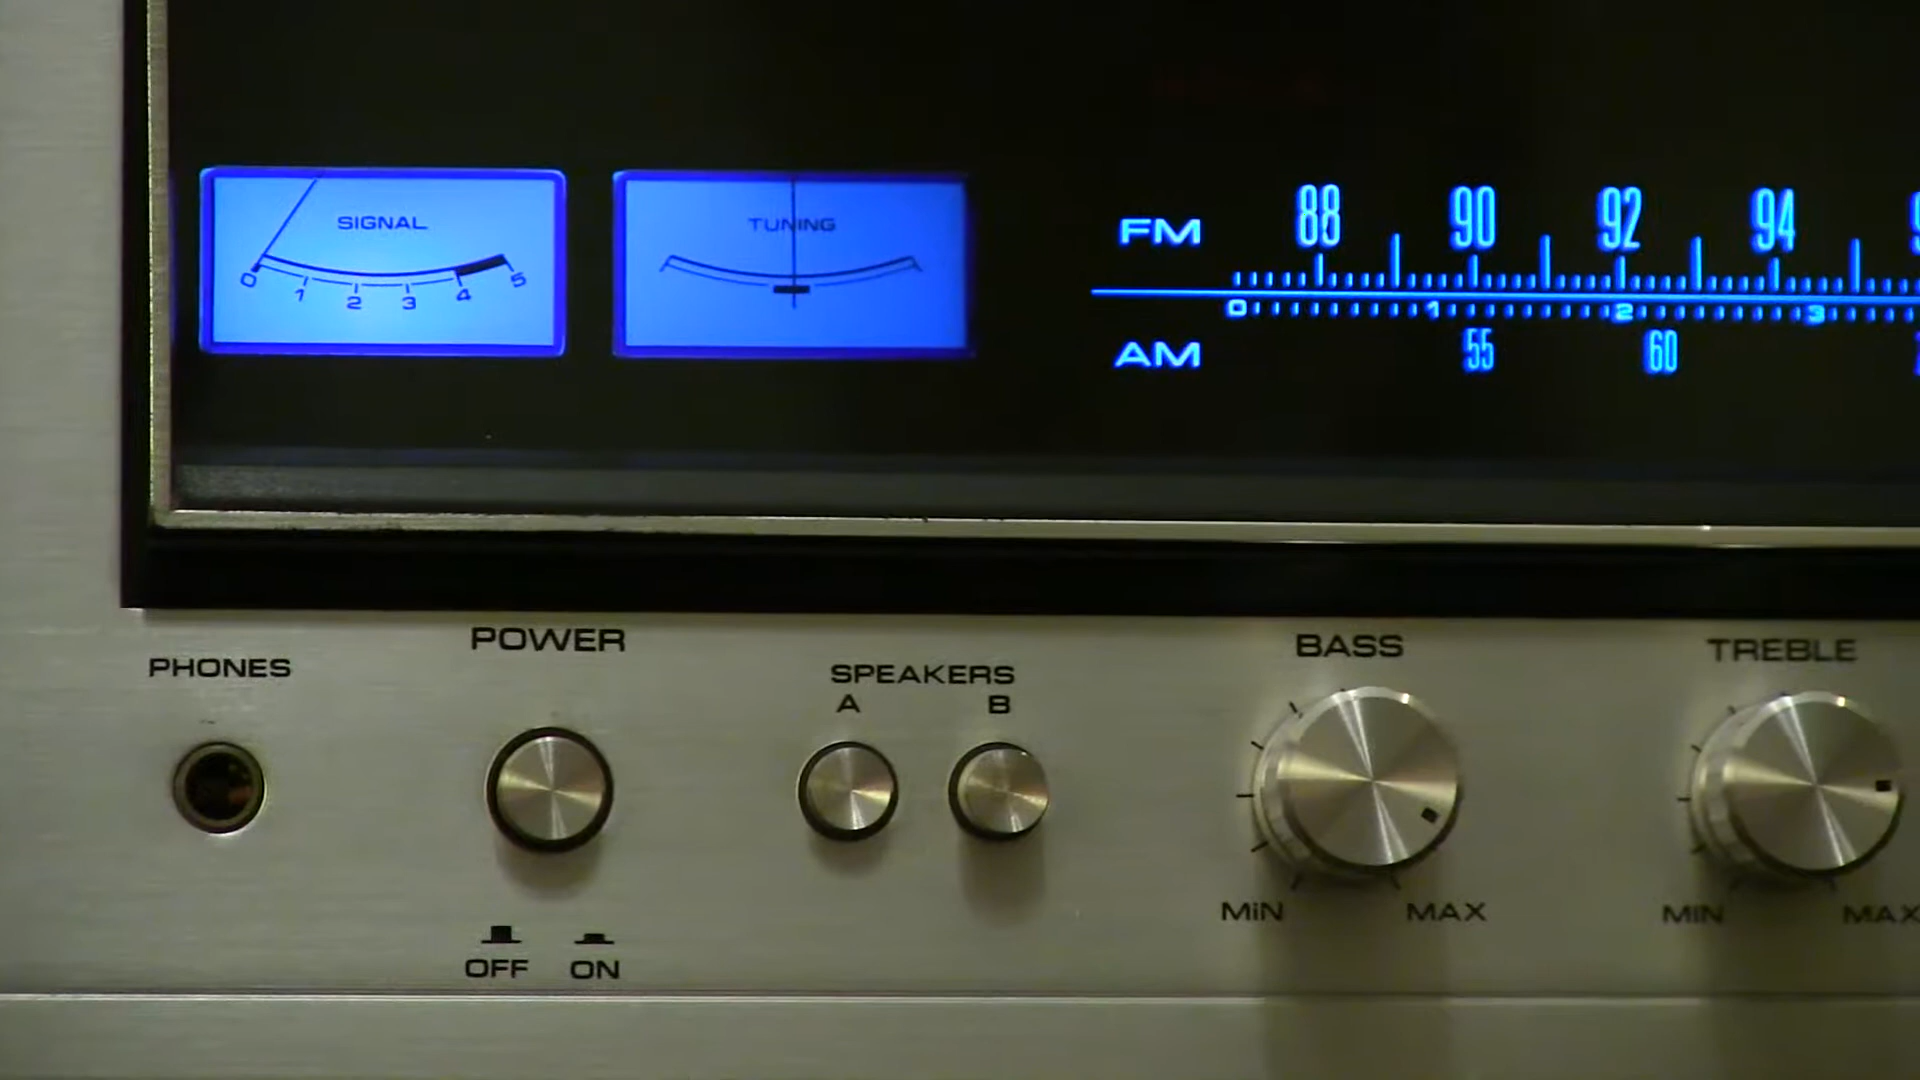 SIGNAL
0 1 2 3 4 5
TUNING
FM 88 90 92 94
0 1 2 3
AM 55 60
PHONES
POWER
OFF ON
SPEAKERS
A B
BASS
MIN MAX
TREBLE
MIN MAX